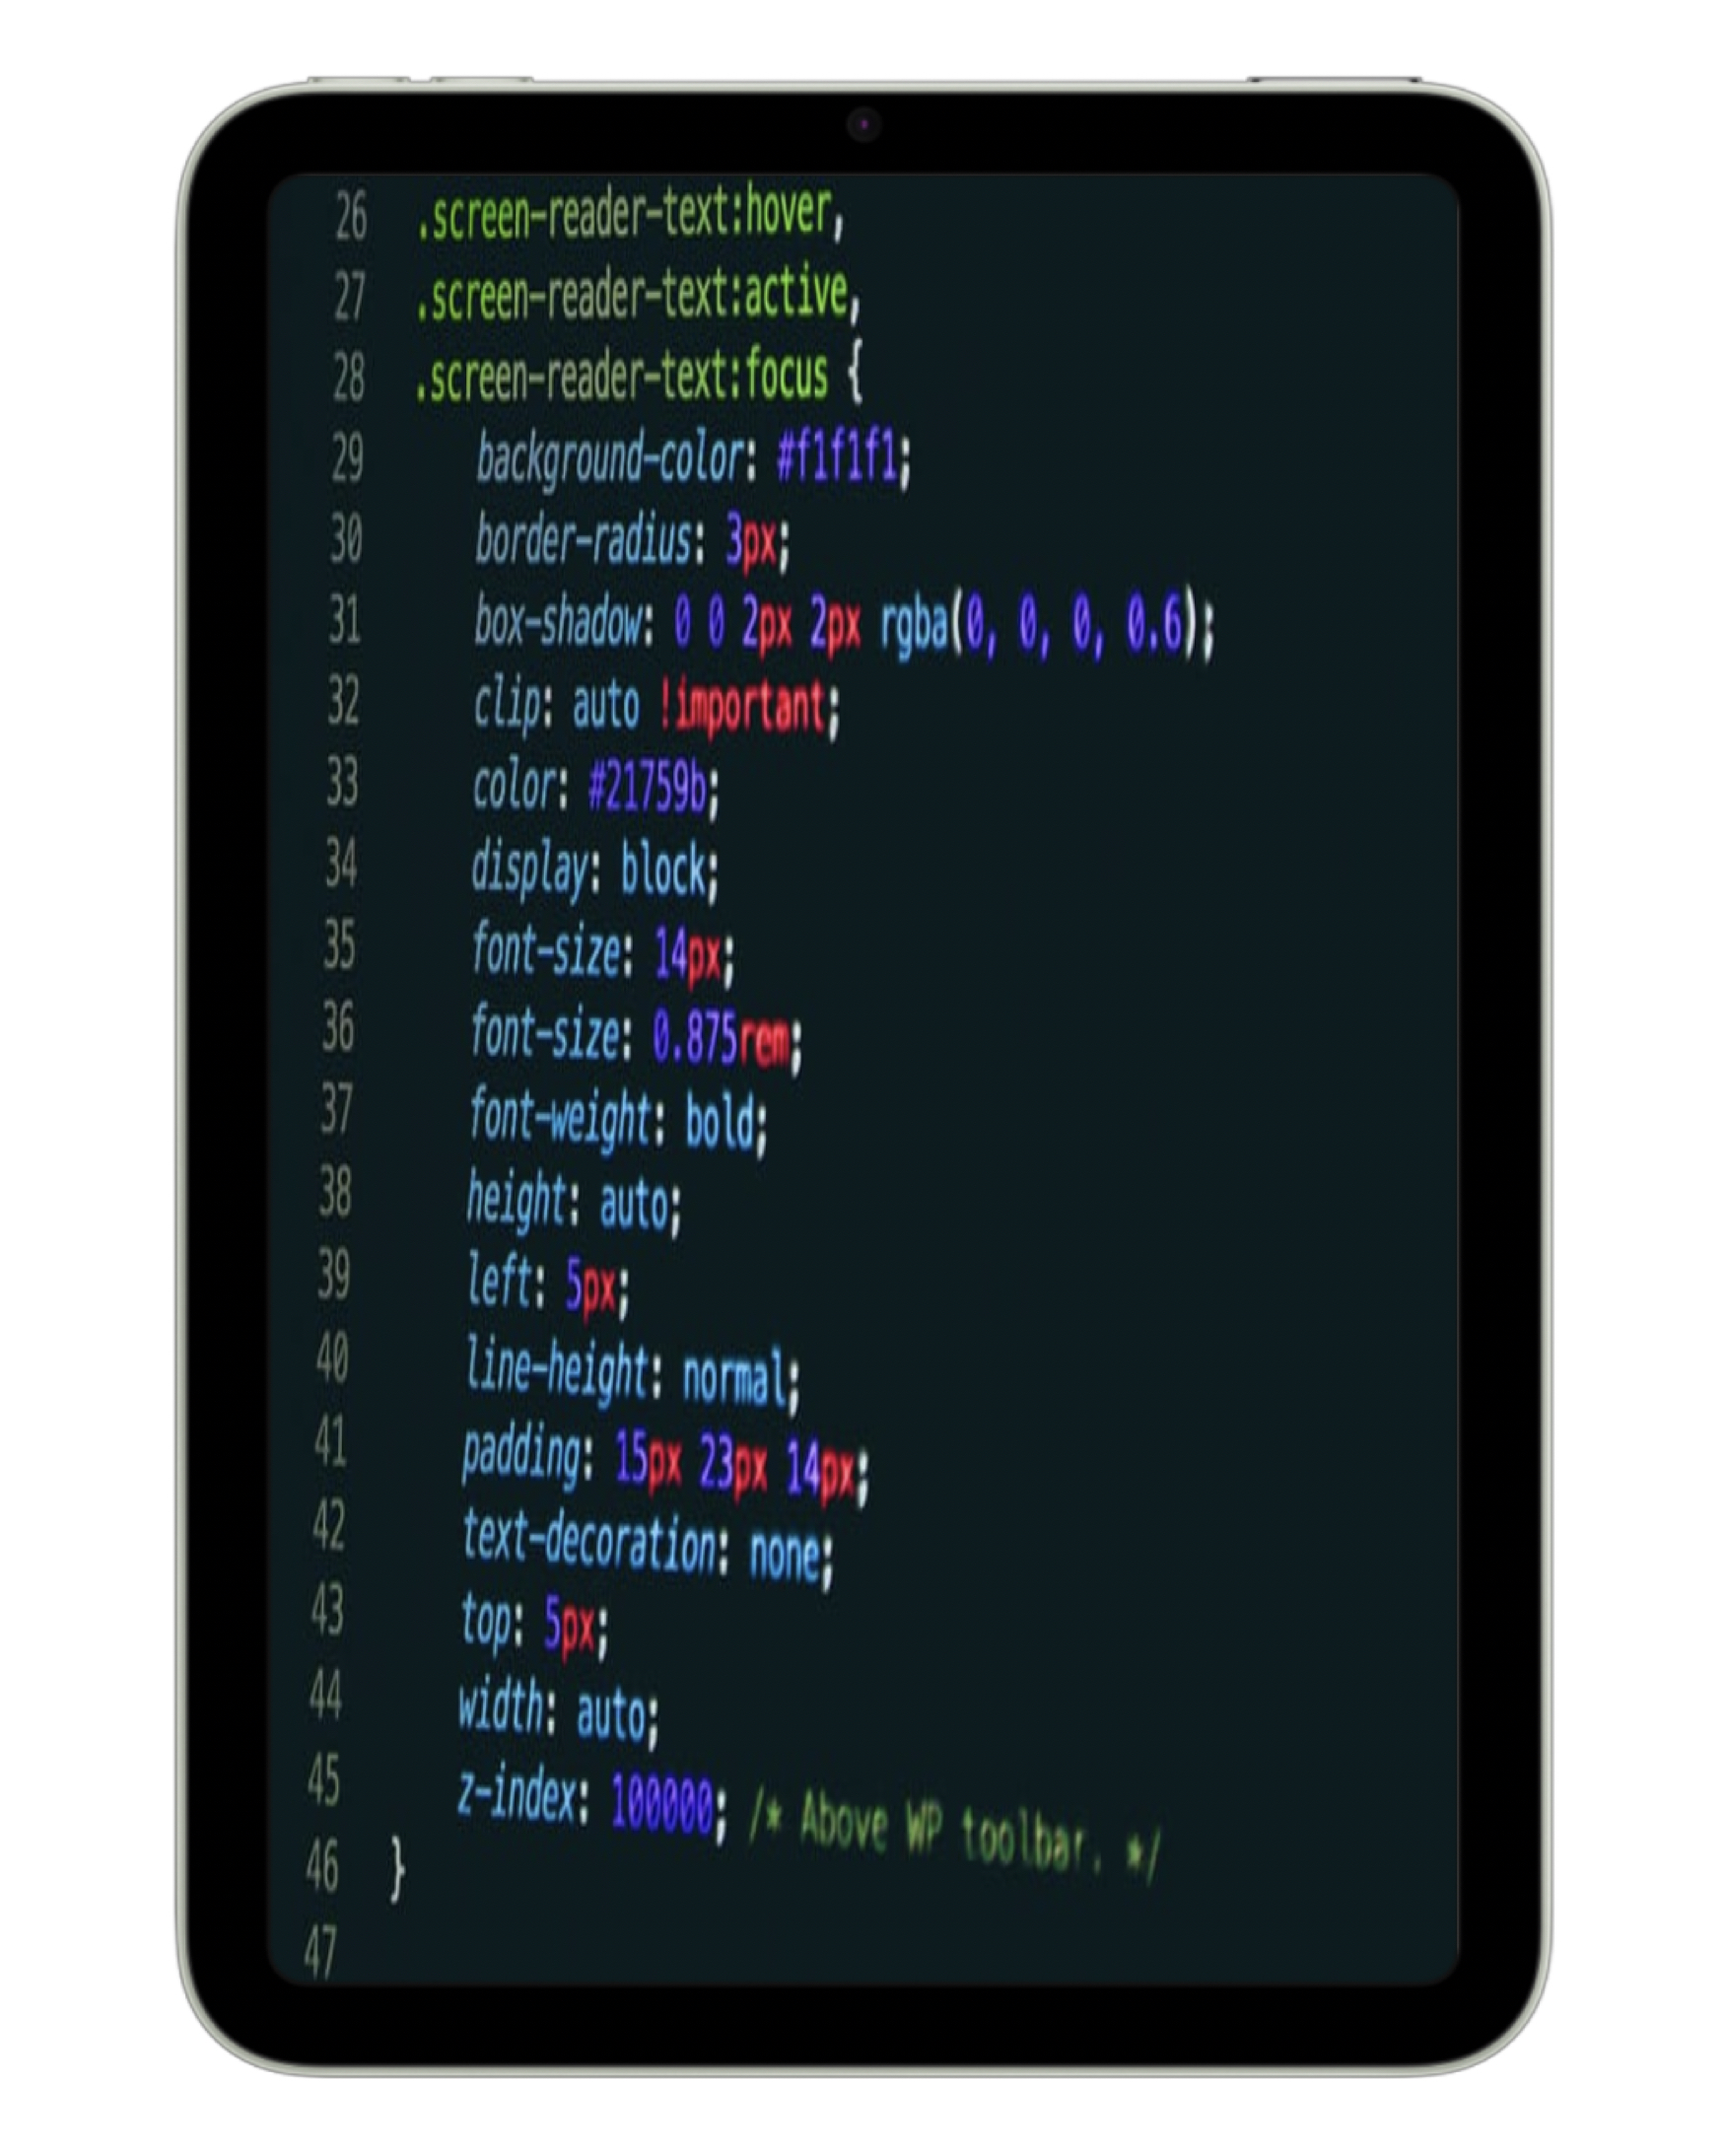 26 .screen-reader-text:hover,
27 .screen-reader-text:active,
28 .screen-reader-text:focus {
29 background-color: #f1f1f1;
30 border-radius: 3px;
31 box-shadow: 0 0 2px 2px rgba(0, 0, 0, 0.6);
32 clip: auto !important;
33 color: #21759b;
34 display: block;
35 font-size: 14px;
36 font-size: 0.875rem;
37 font-weight: bold;
38 height: auto;
39 left: 5px;
40 line-height: normal;
41 padding: 15px 23px 14px;
42 text-decoration: none;
43 top: 5px;
44 width: auto;
45 z-index: 100000; /* Above WP toolbar. */
46 }
47